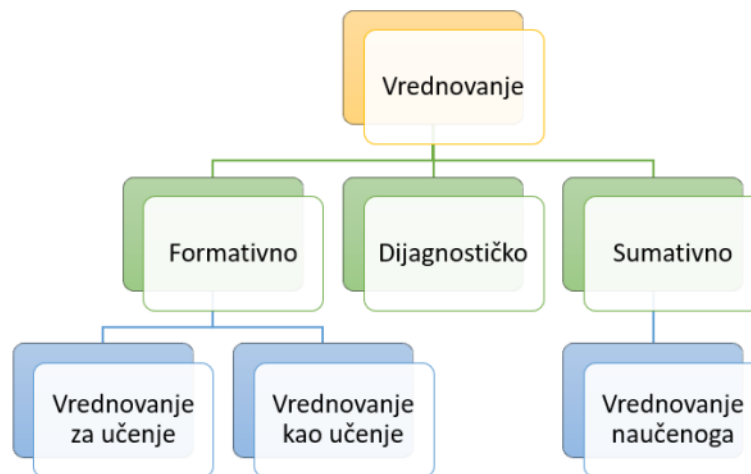 Vrednovanje
Formativno
Dijagnostičko
Sumativno
Vrednovanje
za učenje
Vrednovanje
kao učenje
Vrednovanje
naučenoga